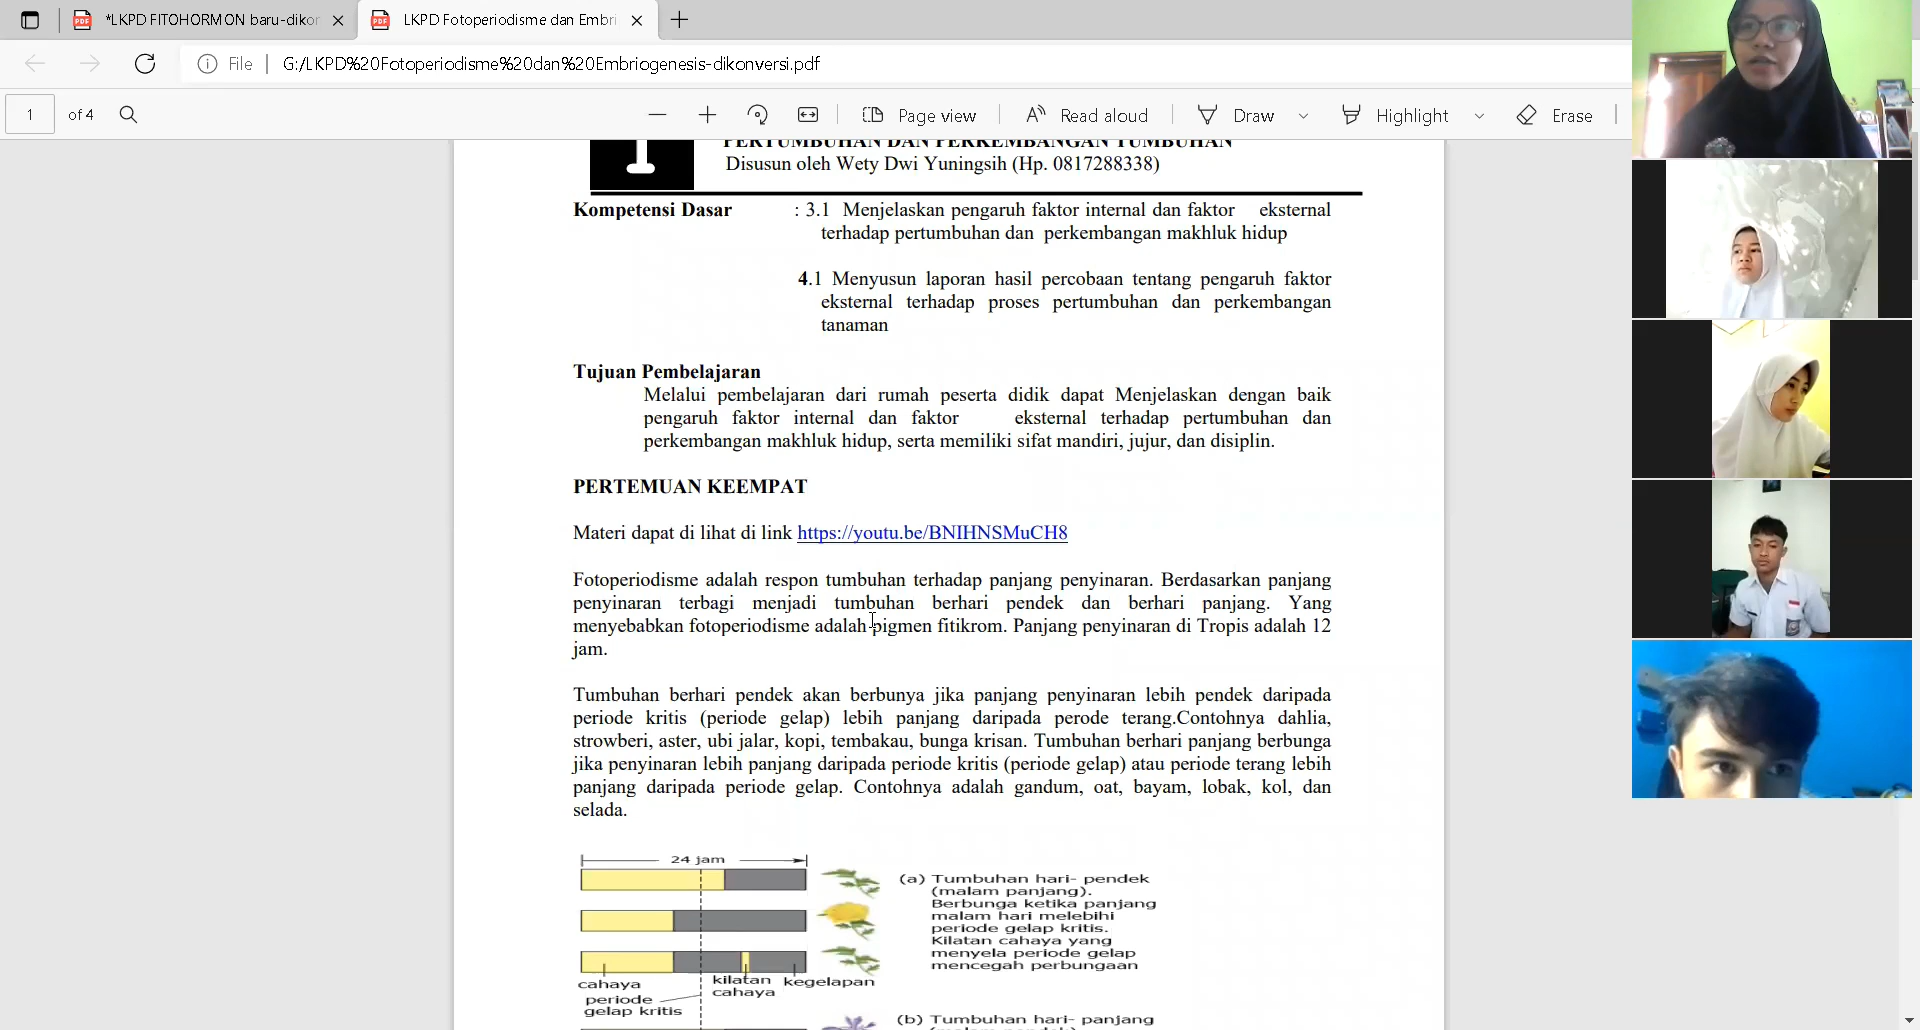 *LKPD FITOHORMON baru-dikon
LKPD Fotoperiodisme dan Embri
File
G:/LKPD%20Fotoperiodisme%20dan%20Embriogenesis-dikonversi.pdf
1 of 4
Page view
Read aloud
Draw
Highlight
Erase
1
PERTUMBUHAN DAN PERKEMBANGAN TUMBUHAN
Disusun oleh Wety Dwi Yuningsih (Hp. 0817288338)
Kompetensi Dasar : 3.1 Menjelaskan pengaruh faktor internal dan faktor eksternal
terhadap pertumbuhan dan perkembangan makhluk hidup
4.1 Menyusun laporan hasil percobaan tentang pengaruh faktor
eksternal terhadap proses pertumbuhan dan perkembangan
tanaman
Tujuan Pembelajaran
Melalui pembelajaran dari rumah peserta didik dapat Menjelaskan dengan baik
pengaruh faktor internal dan faktor eksternal terhadap pertumbuhan dan
perkembangan makhluk hidup, serta memiliki sifat mandiri, jujur, dan disiplin.
PERTEMUAN KEEMPAT
Materi dapat di lihat di link https://youtu.be/BNIHNSMuCH8
Fotoperiodisme adalah respon tumbuhan terhadap panjang penyinaran. Berdasarkan panjang
penyinaran terbagi menjadi tumbuhan berhari pendek dan berhari panjang. Yang
menyebabkan fotoperiodisme adalah pigmen fitikrom. Panjang penyinaran di Tropis adalah 12
jam.
Tumbuhan berhari pendek akan berbunya jika panjang penyinaran lebih pendek daripada
periode kritis (periode gelap) lebih panjang daripada perode terang.Contohnya dahlia,
strowberi, aster, ubi jalar, kopi, tembakau, bunga krisan. Tumbuhan berhari panjang berbunga
jika penyinaran lebih panjang daripada periode kritis (periode gelap) atau periode terang lebih
panjang daripada periode gelap. Contohnya adalah gandum, oat, bayam, lobak, kol, dan
selada.
24 jam
cahaya
kilatan
cahaya
kegelapan
periode
gelap kritis
(a) Tumbuhan hari- pendek
(malam panjang).
Berbunga ketika panjang
malam hari melebihi
periode gelap kritis.
Kilatan cahaya yang
menyela periode gelap
mencegah perbungaan
(b) Tumbuhan hari- panjang